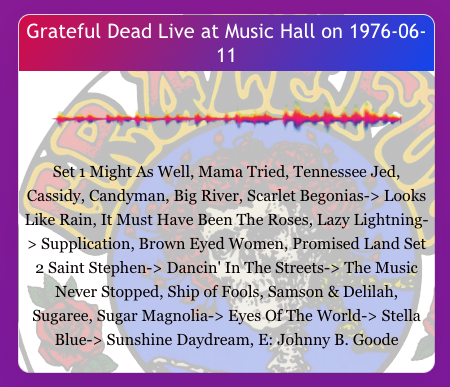 Grateful Dead Live at Music Hall on 1976-06-
11
Set 1 Might As Well, Mama Tried, Tennessee Jed,
Cassidy, Candyman, Big River, Scarlet Begonias-> Looks
Like Rain, It Must Have Been The Roses, Lazy Lightning-
> Supplication, Brown Eyed Women, Promised Land Set
2 Saint Stephen-> Dancin' In The Streets-> The Music
Never Stopped, Ship of Fools, Samson & Delilah,
Sugaree, Sugar Magnolia-> Eyes Of The World-> Stella
Blue-> Sunshine Daydream, E: Johnny B. Goode